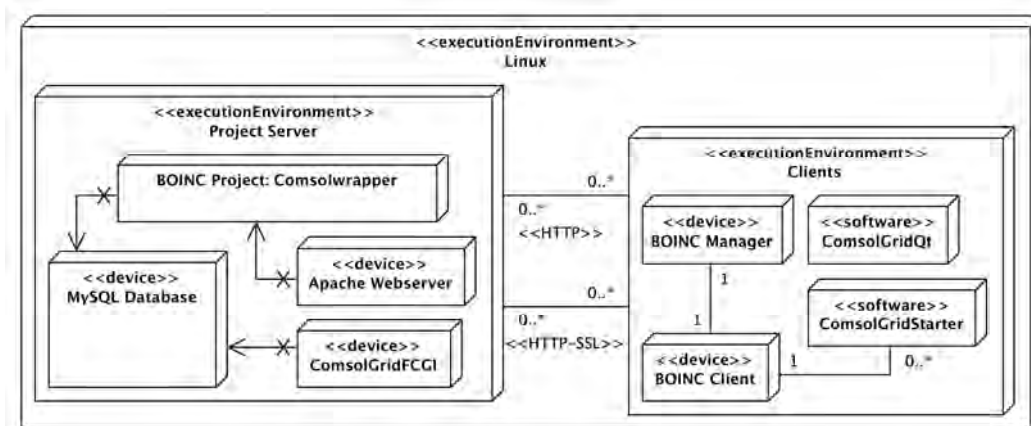 <<executionEnvironment>>
Linux
<<executionEnvironment>>
Project Server
BOINC Project: Comsolwrapper
<<device>>
MySQL Database
<<device>>
Apache Webserver
<<device>>
ComsolGridFCGI
0..*
0..*
<<HTTP>>
0..*
0..*
<<HTTP-SSL>>
<<executionEnvironment>>
Clients
<<device>>
BOINC Manager
<<software>>
ComsolGridQt
1
1
<<software>>
ComsolGridStarter
<<device>>
BOINC Client
1
0..*